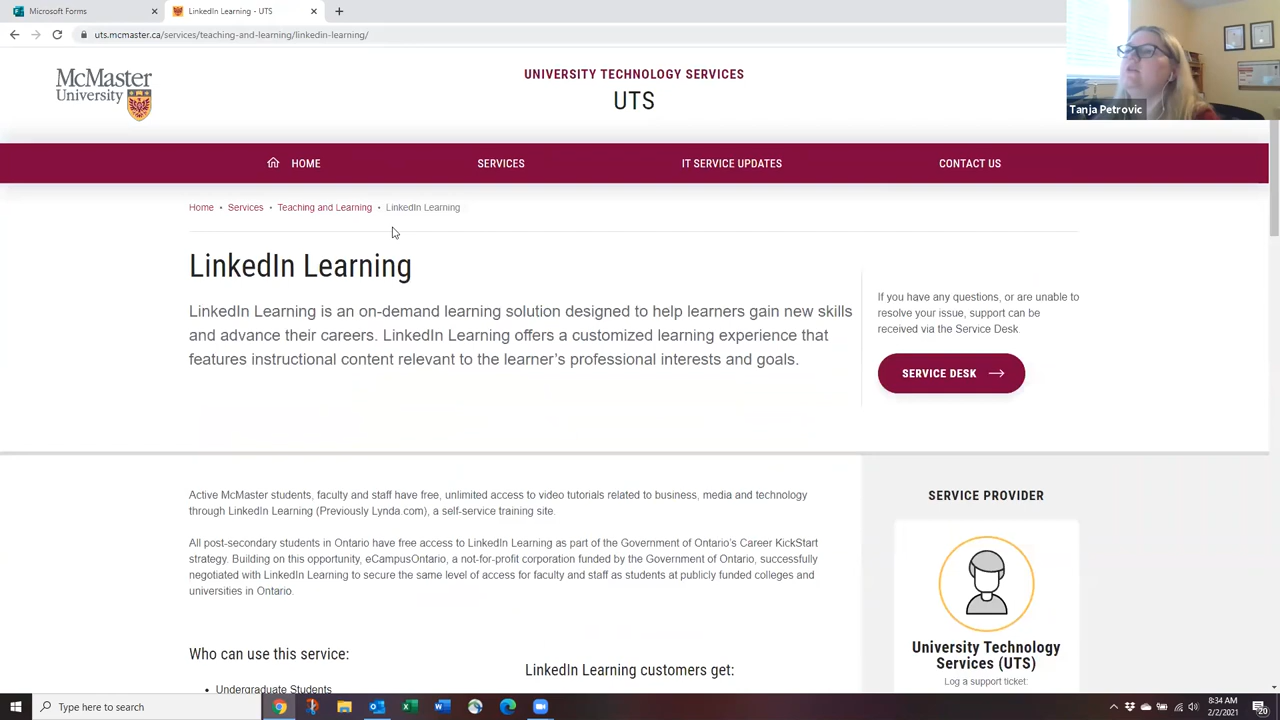 Microsoft Forms
LinkedIn Learning - UTS
uts.mcmaster.ca/services/teaching-and-learning/linkedin-learning/
Tanja Petrovic
McMaster
University
UNIVERSITY TECHNOLOGY SERVICES
UTS
HOME
SERVICES
IT SERVICE UPDATES
CONTACT US
Home • Services • Teaching and Learning • LinkedIn Learning
LinkedIn Learning
LinkedIn Learning is an on-demand learning solution designed to help learners gain new skills
and advance their careers. LinkedIn Learning offers a customized learning experience that
features instructional content relevant to the learner's professional interests and goals.
If you have any questions, or are unable to
resolve your issue, support can be
received via the Service Desk
SERVICE DESK
Active McMaster students, faculty and staff have free, unlimited access to video tutorials related to business, media and technology
through LinkedIn Learning (Previously Lynda.com), a self-service training site.
All post-secondary students in Ontario have free access to LinkedIn Learning as part of the Government of Ontario's Career KickStart
strategy. Building on this opportunity, eCampusOntario, a not-for-profit corporation funded by the Government of Ontario, successfully
negotiated with LinkedIn Learning to secure the same level of access for faculty and staff as students at publicly funded colleges and
universities in Ontario.
Who can use this service:
• Undergraduate Students
LinkedIn Learning customers get:
SERVICE PROVIDER
University Technology
Services (UTS)
Log a support ticket:
Type here to search
8:34 AM
2/2/2021
20